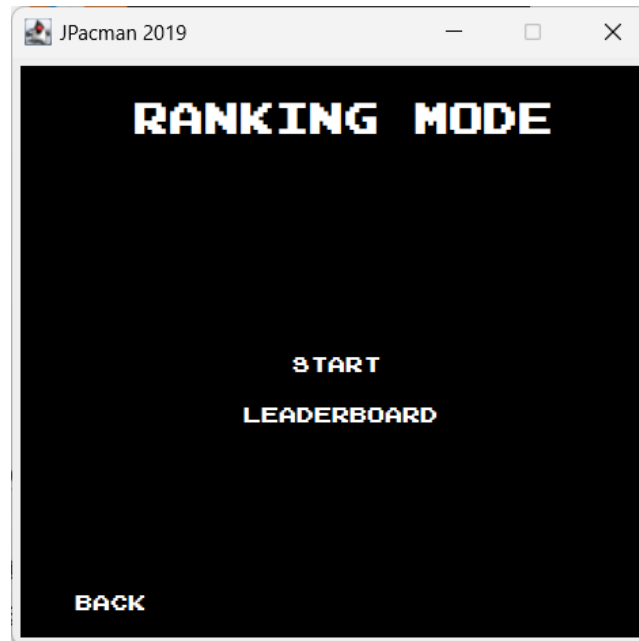 JPacman 2019
RANKING MODE
START
LEADERBOARD
BACK